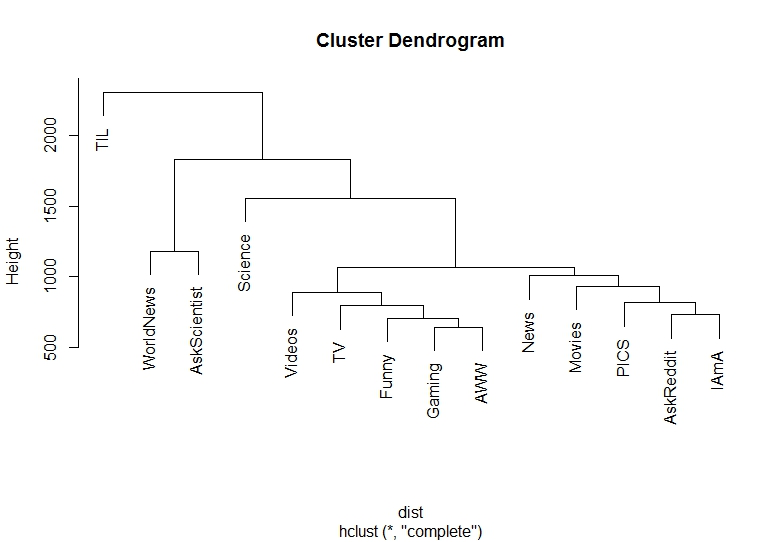 Cluster Dendrogram
Height
2000
1500
1000
500
TIL
WorldNews
AskScientist
Science
Videos
TV
Funny
Gaming
AWW
News
Movies
PICS
AskReddit
IAmA
dist
hclust (*, "complete")